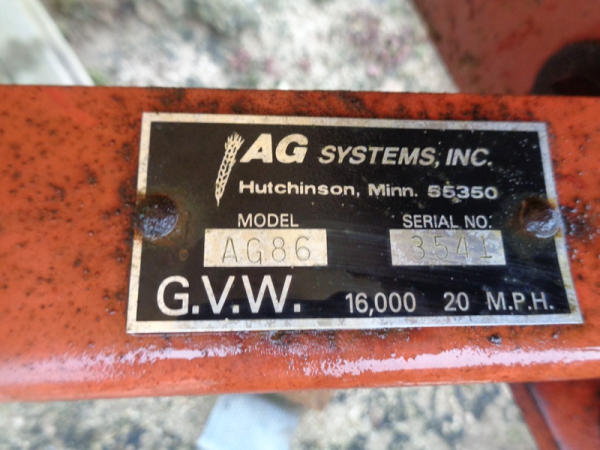 AG SYSTEMS, INC.
Hutchinson, Minn. 55350
MODEL SERIAL NO.
AG86 3541
G.V.W. 16,000 20 M.P.H.